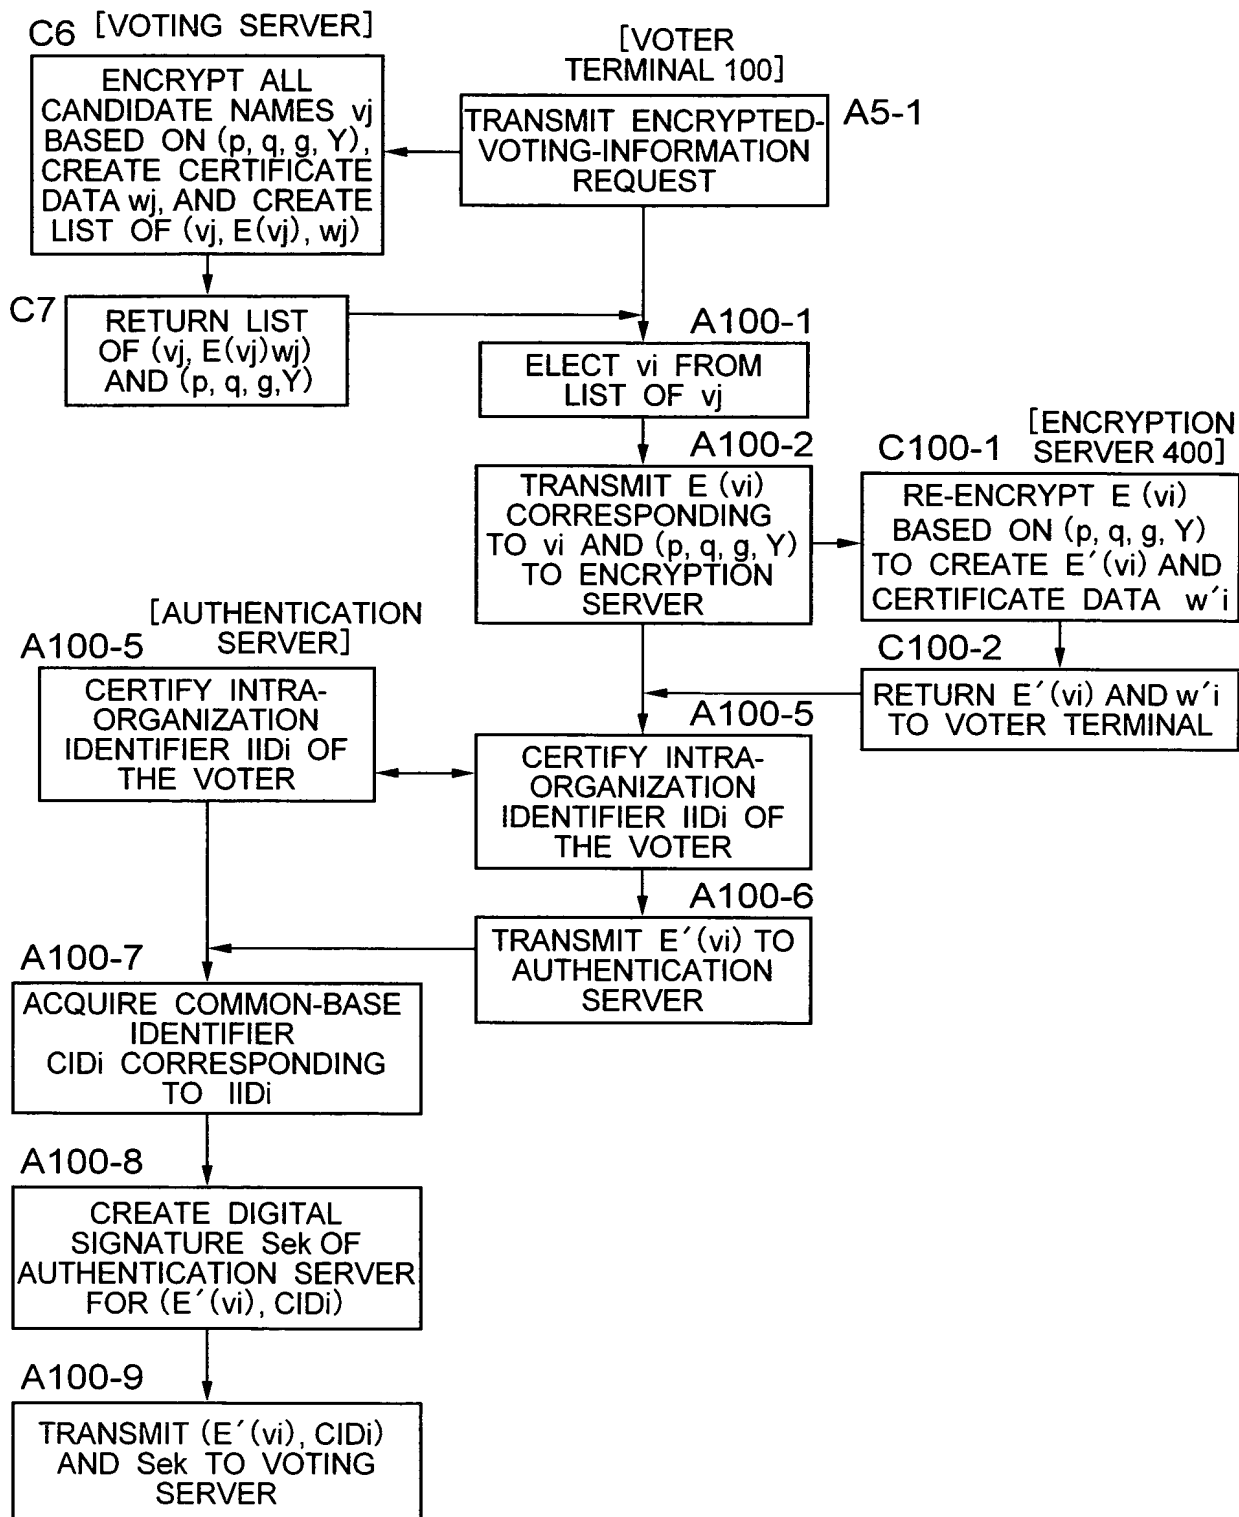 C6 [VOTING SERVER]
ENCRYPT ALL
CANDIDATE NAMES vj
BASED ON (p, q, g, Y),
CREATE CERTIFICATE
DATA wj, AND CREATE
LIST OF (vj, E(vj), wj)
[VOTER
TERMINAL 100]
A5-1
TRANSMIT ENCRYPTED-
VOTING-INFORMATION
REQUEST
C7
RETURN LIST
OF (vj, E(vj)wj)
AND (p, q, g,Y)
A100-1
ELECT vi FROM
LIST OF vj
A100-2
TRANSMIT E (vi)
CORRESPONDING
TO vi AND (p, q, g, Y)
TO ENCRYPTION
SERVER
[ENCRYPTION
SERVER 400]
C100-1
RE-ENCRYPT E (vi)
BASED ON (p, q, g, Y)
TO CREATE E′(vi) AND
CERTIFICATE DATA w′i
C100-2
RETURN E′(vi) AND w′i
TO VOTER TERMINAL
[AUTHENTICATION
SERVER]
A100-5
CERTIFY INTRA-
ORGANIZATION
IDENTIFIER IIDi OF
THE VOTER
A100-5
CERTIFY INTRA-
ORGANIZATION
IDENTIFIER IIDi OF
THE VOTER
A100-6
TRANSMIT E′(vi) TO
AUTHENTICATION
SERVER
A100-7
ACQUIRE COMMON-BASE
IDENTIFIER
CIDi CORRESPONDING
TO IIDi
A100-8
CREATE DIGITAL
SIGNATURE Sek OF
AUTHENTICATION SERVER
FOR (E′(vi), CIDi)
A100-9
TRANSMIT (E′(vi), CIDi)
AND Sek TO VOTING
SERVER